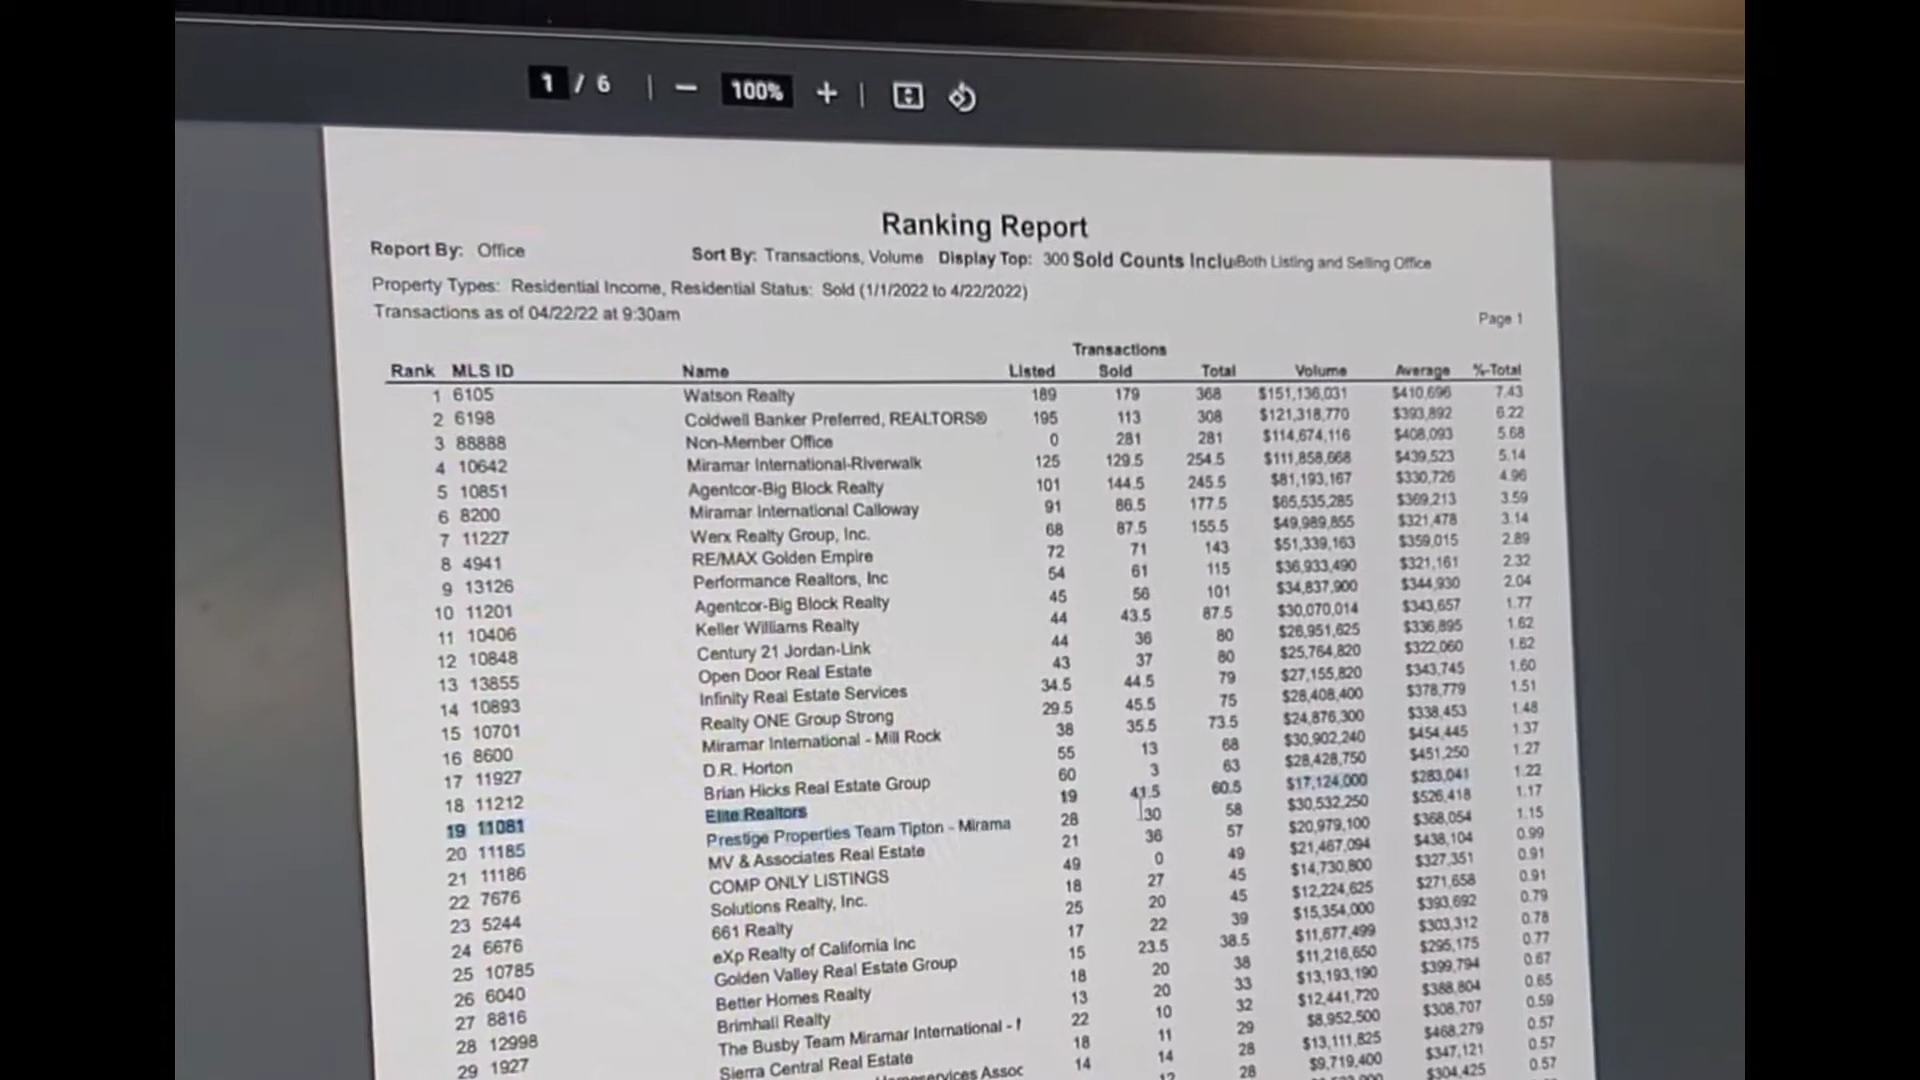 1 / 6 | − 100% + |
Ranking Report
Report By: Office Sort By: Transactions, Volume Display Top: 300 Sold Counts Inclu Both Listing and Selling Office
Property Types: Residential Income, Residential Status: Sold (1/1/2022 to 4/22/2022)
Transactions as of 04/22/22 at 9:30am
Page 1
Transactions
Rank MLS ID Name Listed Sold Total Volume Average %-Total
1 6105 Watson Realty 189 179 368 $151,136,031 $410,696 7.43
2 6198 Coldwell Banker Preferred, REALTORS® 195 113 308 $121,318,770 $393,892 6.22
3 88888 Non-Member Office 0 281 281 $114,674,116 $408,093 5.68
4 10642 Miramar International-Riverwalk 125 129.5 254.5 $111,858,668 $439,523 5.14
5 10851 Agentcor-Big Block Realty 101 144.5 245.5 $81,193,167 $330,726 4.96
6 8200 Miramar International Calloway 91 86.5 177.5 $65,535,285 $369,213 3.59
7 11227 Werx Realty Group, Inc. 68 87.5 155.5 $49,989,855 $321,478 3.14
8 4941 RE/MAX Golden Empire 72 71 143 $51,339,163 $359,015 2.89
9 13126 Performance Realtors, Inc 54 61 115 $36,933,490 $321,161 2.32
10 11201 Agentcor-Big Block Realty 45 56 101 $34,837,900 $344,930 2.04
11 10406 Keller Williams Realty 44 43.5 87.5 $30,070,014 $343,657 1.77
12 10848 Century 21 Jordan-Link 44 36 80 $26,951,625 $336,895 1.62
13 13855 Open Door Real Estate 43 37 80 $25,764,820 $322,060 1.62
14 10893 Infinity Real Estate Services 34.5 44.5 79 $27,155,820 $343,745 1.60
15 10701 Realty ONE Group Strong 29.5 45.5 75 $28,408,400 $378,779 1.51
16 8600 Miramar International - Mill Rock 38 35.5 73.5 $24,876,300 $338,453 1.48
17 11927 D.R. Horton 55 13 68 $30,902,240 $454,445 1.37
18 11212 Brian Hicks Real Estate Group 60 3 63 $28,428,750 $451,250 1.27
19 11081 Elite Realtors 19 41.5 60.5 $17,124,000 $283,041 1.22
20 11185 Prestige Properties Team Tipton - Mirama 28 30 58 $30,532,250 $526,418 1.17
21 11186 MV & Associates Real Estate 21 36 57 $20,979,100 $368,054 1.15
22 7676 COMP ONLY LISTINGS 49 0 49 $21,467,094 $438,104 0.99
23 5244 Solutions Realty, Inc. 18 27 45 $14,730,800 $327,351 0.91
24 6676 661 Realty 25 20 45 $12,224,625 $271,658 0.91
25 10785 eXp Realty of California Inc 17 22 39 $15,354,000 $393,692 0.79
26 6040 Golden Valley Real Estate Group 15 23.5 38.5 $11,677,499 $303,312 0.78
27 8816 Better Homes Realty 18 20 38 $11,216,650 $295,175 0.77
28 12998 Brimhall Realty 13 20 33 $13,193,190 $399,794 0.67
29 1927 The Busby Team Miramar International - 22 10 32 $12,441,720 $388,804 0.65
Sierra Central Real Estate 18 11 29 $8,952,500 $308,707 0.59
Assoc 14 14 28 $13,111,825 $468,279 0.57
12 28 $9,719,400 $347,121 0.57
$304,425 0.57